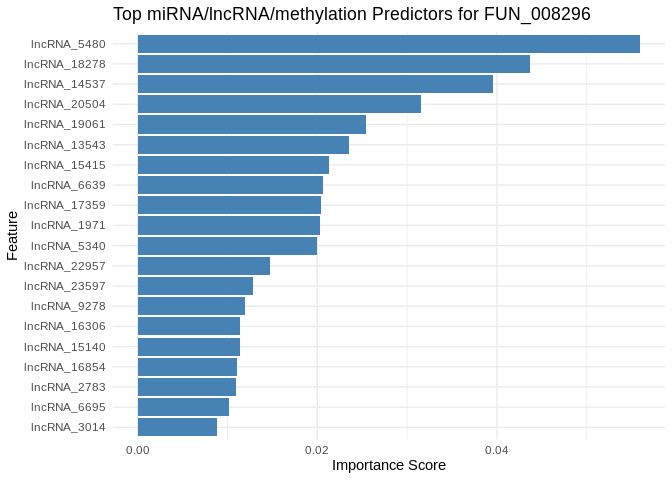 Top miRNA/lncRNA/methylation Predictors for FUN_008296
Feature
lncRNA_5480
lncRNA_18278
lncRNA_14537
lncRNA_20504
lncRNA_19061
lncRNA_13543
lncRNA_15415
lncRNA_6639
lncRNA_17359
lncRNA_1971
lncRNA_5340
lncRNA_22957
lncRNA_23597
lncRNA_9278
lncRNA_16306
lncRNA_15140
lncRNA_16854
lncRNA_2783
lncRNA_6695
lncRNA_3014
0.00 0.02 0.04
Importance Score